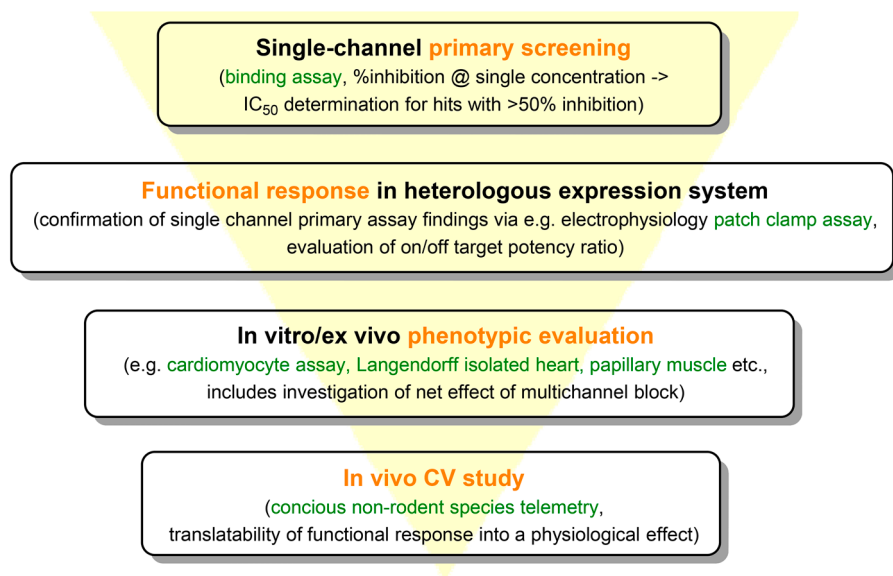 Single-channel primary screening
(binding assay, %inhibition @ single concentration ->
IC50 determination for hits with >50% inhibition)
Functional response in heterologous expression system
(confirmation of single channel primary assay findings via e.g. electrophysiology patch clamp assay,
evaluation of on/off target potency ratio)
In vitro/ex vivo phenotypic evaluation
(e.g. cardiomyocyte assay, Langendorff isolated heart, papillary muscle etc.,
includes investigation of net effect of multichannel block)
In vivo CV study
(concious non-rodent species telemetry,
translatability of functional response into a physiological effect)